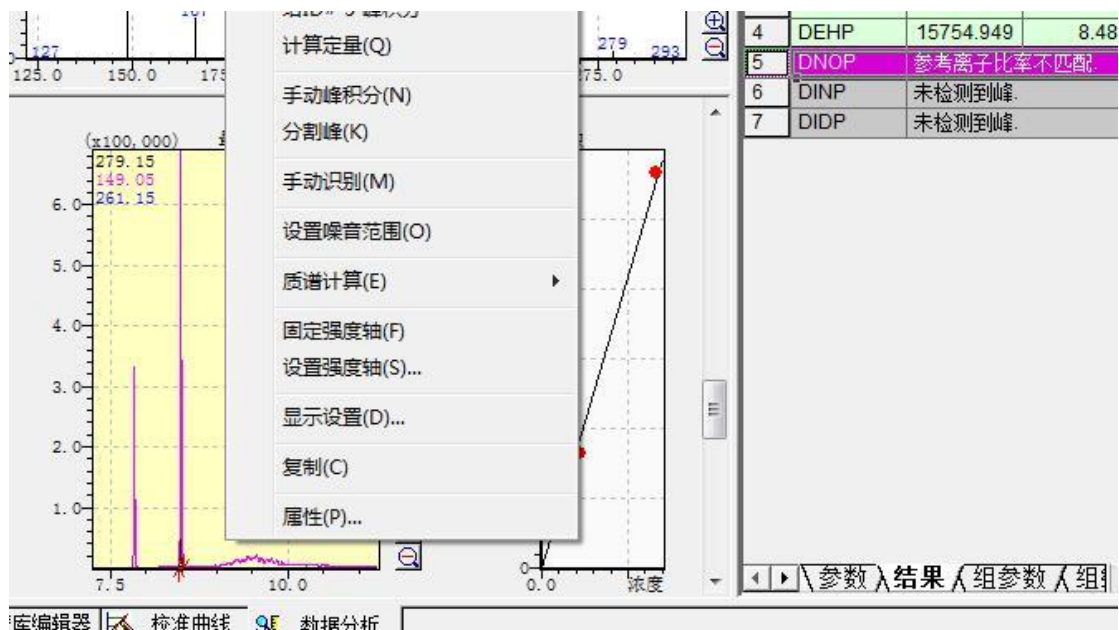 127
279
293
125.0
150.0
计算定量(Q)
手动峰积分(N)
分割峰(K)
手动识别(M)
设置噪音范围(O)
质谱计算(E)
固定强度轴(F)
设置强度轴(S)...
显示设置(D)...
复制(C)
属性(P)...
(x100,000)
279.15
149.05
261.15
6.0
5.0
4.0
3.0
2.0
1.0
7.5
10.0
0
0.0
浓度
4 DEHP 15754.949 8.48
5 DNOP 参考离子比率不匹配.
6 DINP 未检测到峰.
7 DIDP 未检测到峰.
参数 结果 组参数
库编辑器 校准曲线 数据分析